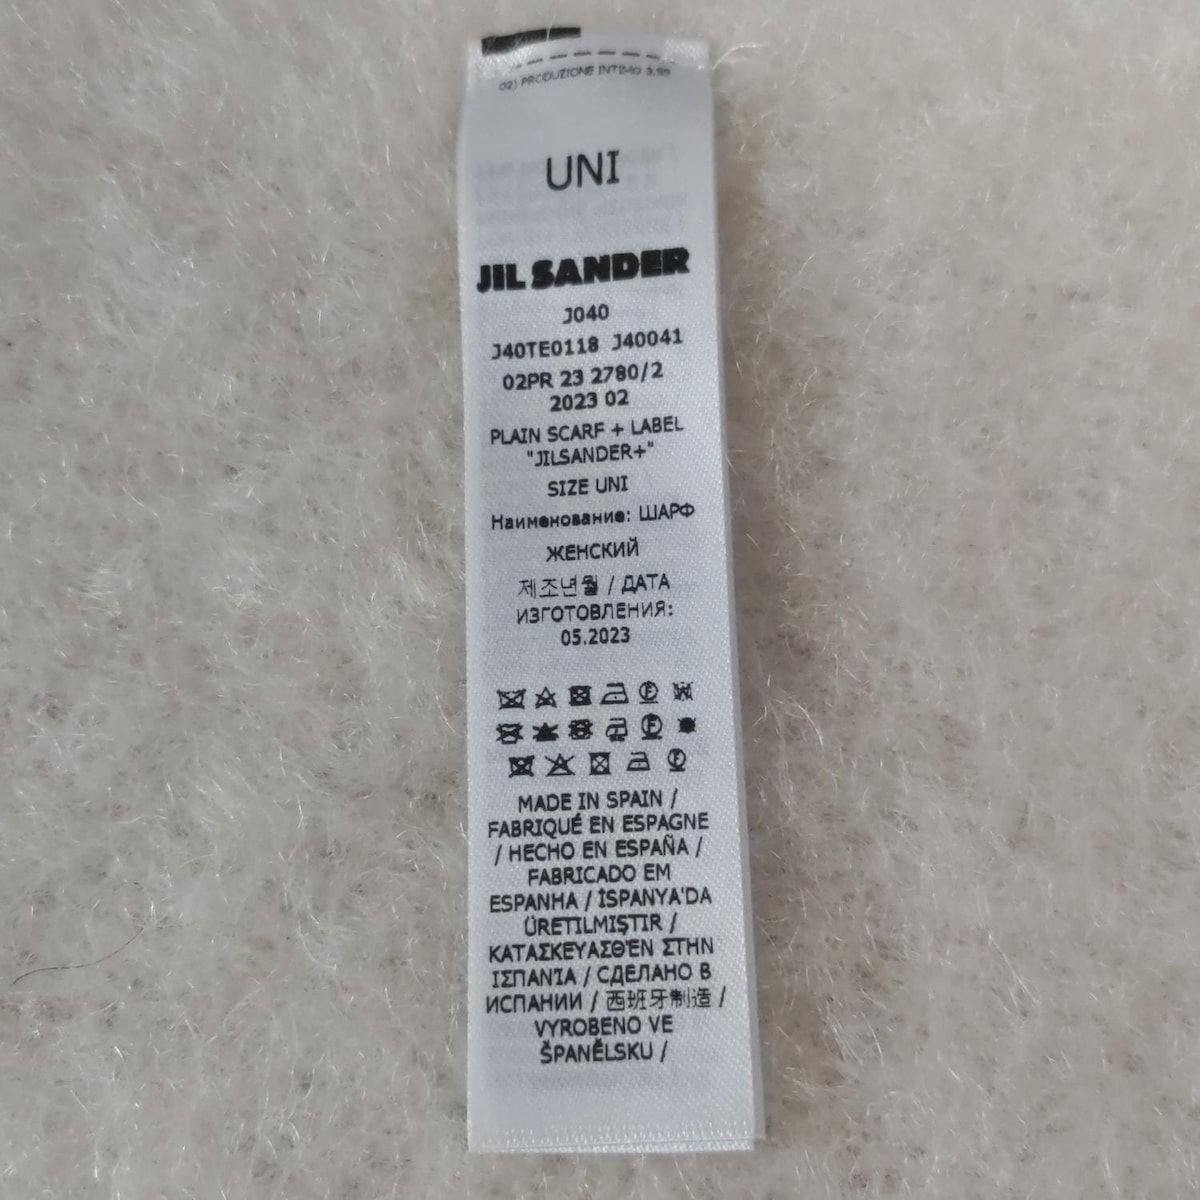 02) PRODUZIONE INTIMO 3,99
UNI
JIL SANDER
J040
J40TE0118 J40041
02PR 23 2780/2
2023 02
PLAIN SCARF + LABEL
"JILSANDER+"
SIZE UNI
Наименование: ШАРФ
ЖЕНСКИЙ
제조년월 / ДАТА
ИЗГОТОВЛЕНИЯ:
05.2023
MADE IN SPAIN /
FABRIQUÉ EN ESPAGNE
/ HECHO EN ESPAÑA /
FABRICADO EM
ESPANHA / İSPANYA'DA
ÜRETILMIŞTIR /
ΚΑΤΑΣΚΕΥΑΣΘΈΝ ΣΤΗΝ
ΙΣΠΑΝΊΑ / СДЕЛАНО В
ИСПАНИИ / 西班牙制造 /
VYROBENO VE
ŠPANĚLSKU /